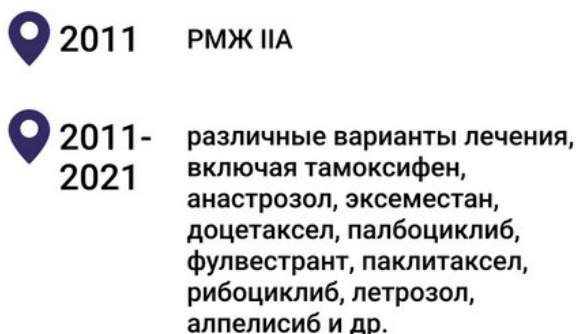 2011 РМЖ IIA
2011- различные варианты лечения,
2021 включая тамоксифен,
анастрозол, эксеместан,
доцетаксел, палбоциклиб,
фулвестрант, паклитаксел,
рибоциклиб, летрозол,
алпелисиб и др.